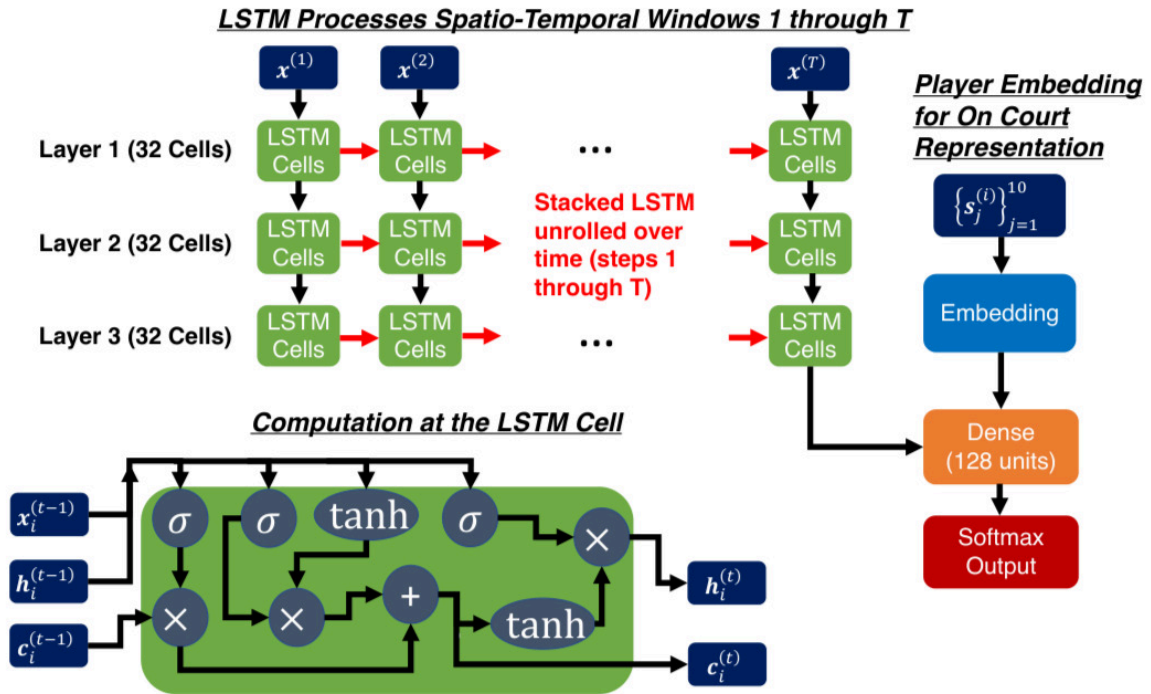 LSTM Processes Spatio-Temporal Windows 1 through T
x^(1)
x^(2)
x^(T)
Player Embedding
for On Court
Representation
{s_j^(i)}_{j=1}^{10}
Layer 1 (32 Cells)
LSTM
Cells
LSTM
Cells
...
LSTM
Cells
Layer 2 (32 Cells)
LSTM
Cells
LSTM
Cells
Stacked LSTM
unrolled over
time (steps 1
through T)
LSTM
Cells
Layer 3 (32 Cells)
LSTM
Cells
LSTM
Cells
...
LSTM
Cells
Embedding
Dense
(128 units)
Softmax
Output
Computation at the LSTM Cell
x_i^(t-1)
h_i^(t-1)
c_i^(t-1)
σ
σ
tanh
σ
×
×
×
+
tanh
h_i^(t)
c_i^(t)